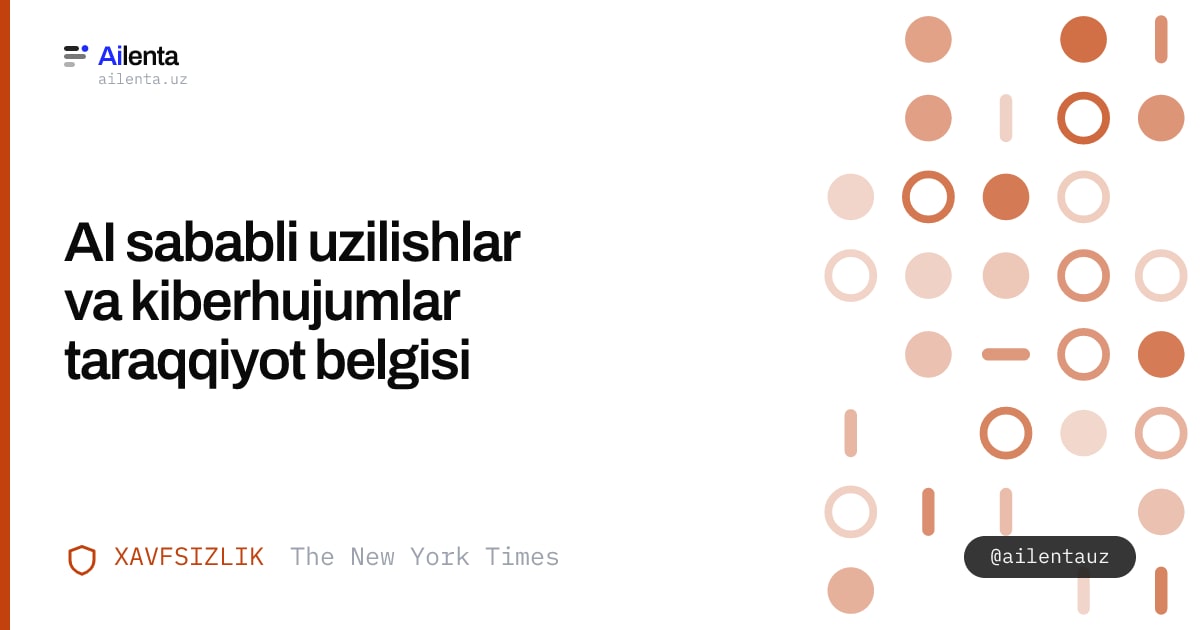 Ailenta
ailenta.uz
AI sababli uzilishlar
va kiberhujumlar
taraqqiyot belgisi
XAVFSIZLIK The New York Times
@ailentauz